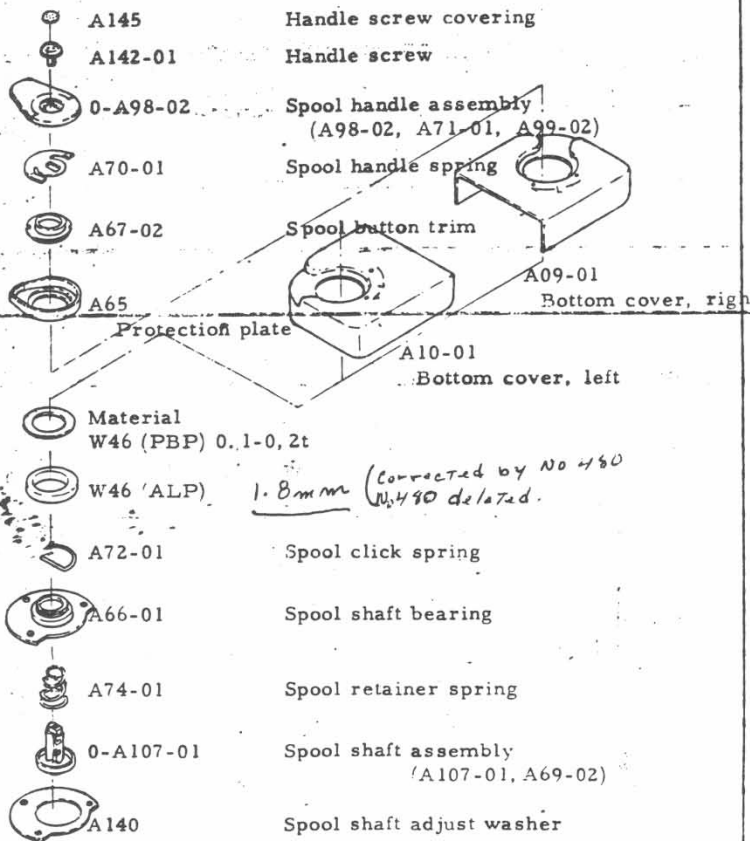 A145 Handle screw covering
A142-01 Handle screw
0-A98-02 Spool handle assembly
(A98-02, A71-01, A99-02)
A70-01 Spool handle spring
A67-02 Spool button trim
A09-01
Bottom cover, righ
A65
Protection plate
A10-01
Bottom cover, left
Material
W46 (PBP) 0.1-0,2t
W46 'ALP) 1.8mm (Corrected by No 480
No 480 deleted.
A72-01 Spool click spring
A66-01 Spool shaft bearing
A74-01 Spool retainer spring
0-A107-01 Spool shaft assembly
(A107-01, A69-02)
A140 Spool shaft adjust washer